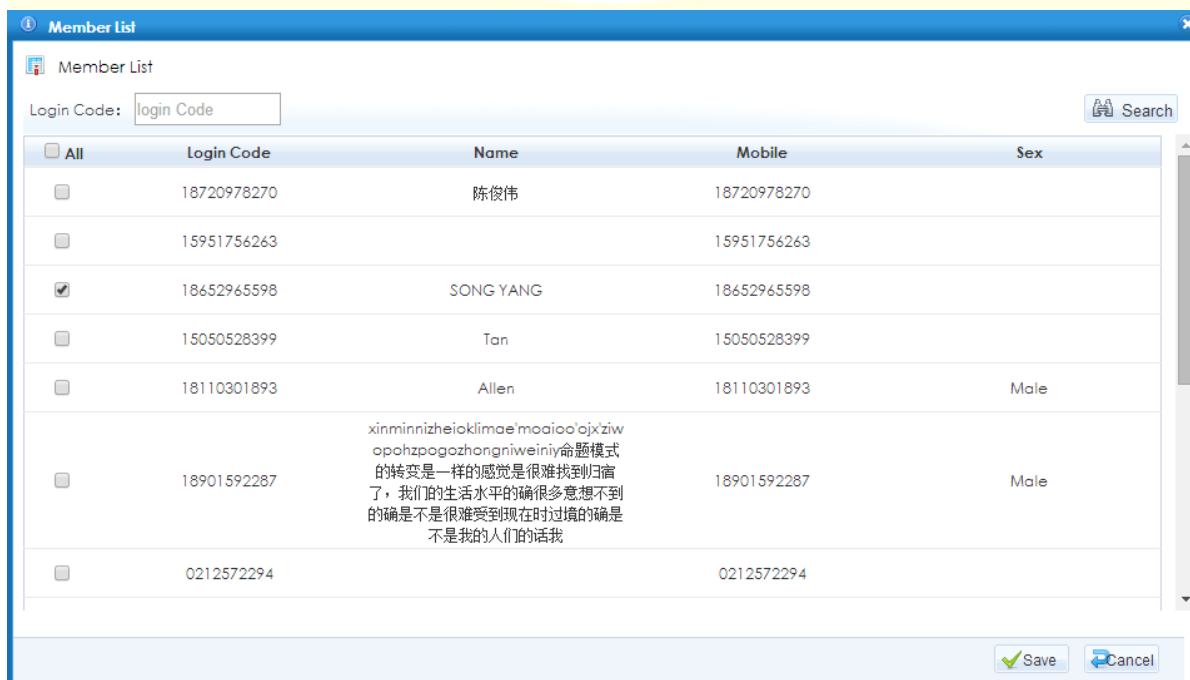 Member List
Member List
Login Code: login Code Search
All Login Code Name Mobile Sex
18720978270 陈俊伟 18720978270
15951756263 15951756263
18652965598 SONG YANG 18652965598
15050528399 Tan 15050528399
18110301893 Allen 18110301893 Male
xinminnizheioklimae'moaioo'ojx'ziw
opohzpogozhongniweiniy命题模式
的转变是一样的感觉是很难找到归宿
18901592287 了，我们的生活水平的确很多意想不到 18901592287 Male
的确是不是很难受到现在时过境的确是
不是我的人们的话我
0212572294 0212572294
Save Cancel